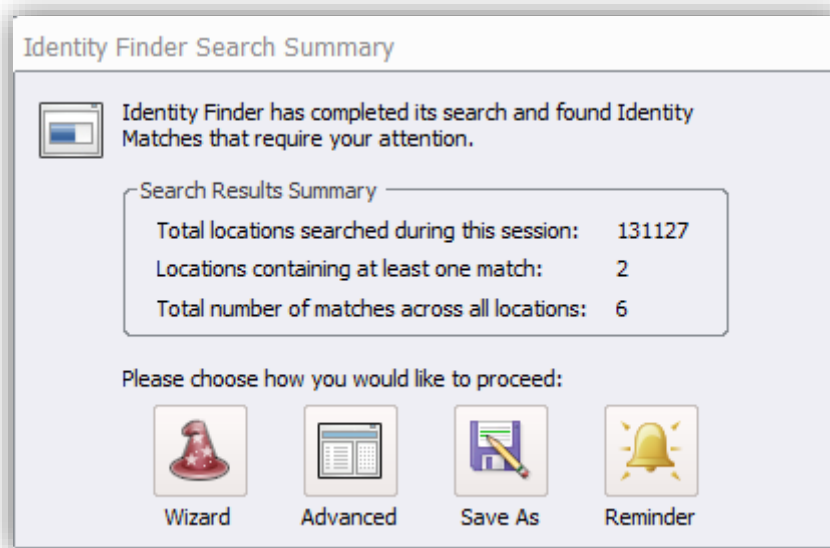 Identity Finder Search Summary
Identity Finder has completed its search and found Identity
Matches that require your attention.
Search Results Summary
Total locations searched during this session: 131127
Locations containing at least one match: 2
Total number of matches across all locations: 6
Please choose how you would like to proceed:
Wizard Advanced Save As Reminder